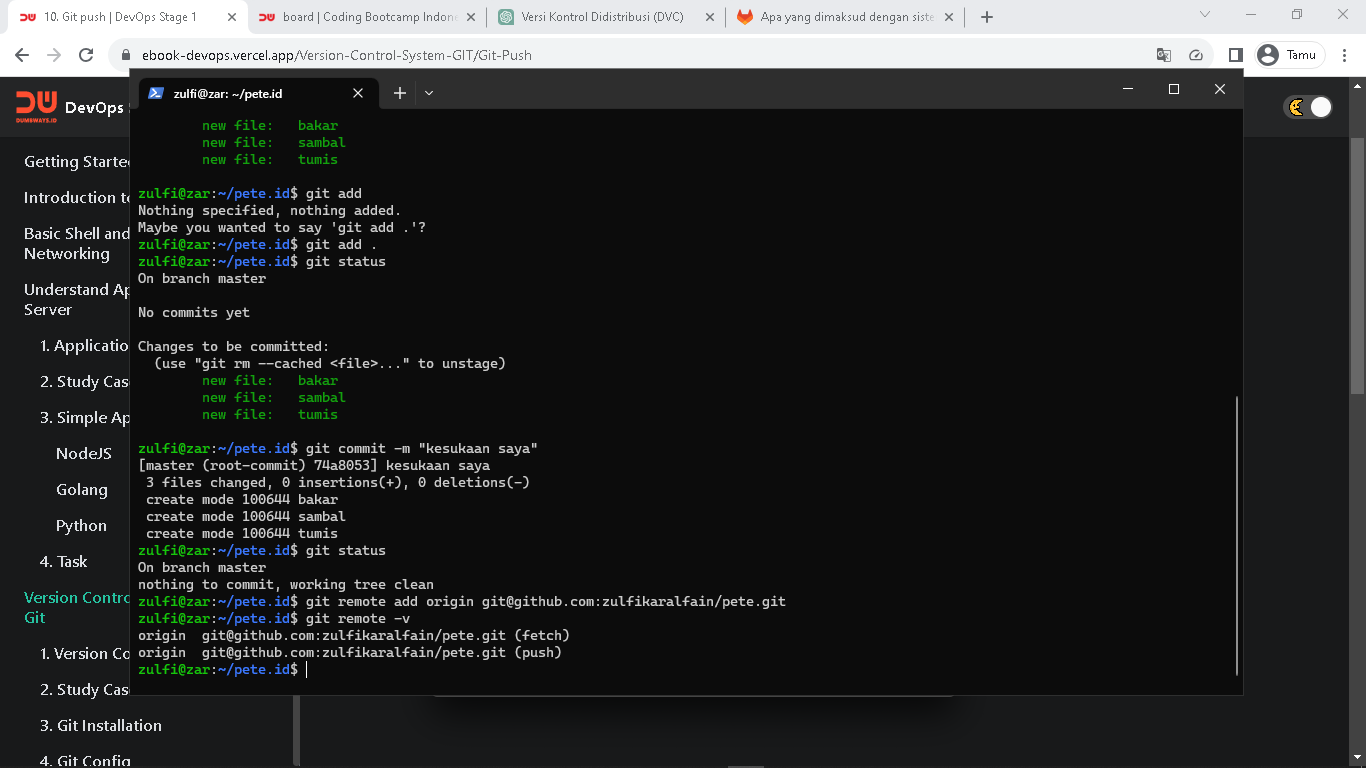 10. Git push | DevOps Stage 1
board | Coding Bootcamp Indone
Versi Kontrol Didistribusi (DVC)
Apa yang dimaksud dengan siste
ebook-devops.vercel.app/Version-Control-System-GIT/Git-Push
Tamu
DUMBWAYS.ID
DevOps
zulfi@zar: ~/pete.id
Getting Starte
Introduction t
Basic Shell and
Networking
Understand Ap
Server
1. Applicatio
2. Study Cas
3. Simple Ap
NodeJS
Golang
Python
4. Task
Version Contro
Git
1. Version Co
2. Study Cas
3. Git Installation
4. Git Config
new file:   bakar
new file:   sambal
new file:   tumis
zulfi@zar:~/pete.id$ git add
Nothing specified, nothing added.
Maybe you wanted to say 'git add .'?
zulfi@zar:~/pete.id$ git add .
zulfi@zar:~/pete.id$ git status
On branch master
No commits yet
Changes to be committed:
(use "git rm --cached <file>..." to unstage)
new file:   bakar
new file:   sambal
new file:   tumis
zulfi@zar:~/pete.id$ git commit -m "kesukaan saya"
[master (root-commit) 74a8053] kesukaan saya
3 files changed, 0 insertions(+), 0 deletions(-)
create mode 100644 bakar
create mode 100644 sambal
create mode 100644 tumis
zulfi@zar:~/pete.id$ git status
On branch master
nothing to commit, working tree clean
zulfi@zar:~/pete.id$ git remote add origin git@github.com:zulfikaralfain/pete.git
zulfi@zar:~/pete.id$ git remote -v
origin  git@github.com:zulfikaralfain/pete.git (fetch)
origin  git@github.com:zulfikaralfain/pete.git (push)
zulfi@zar:~/pete.id$